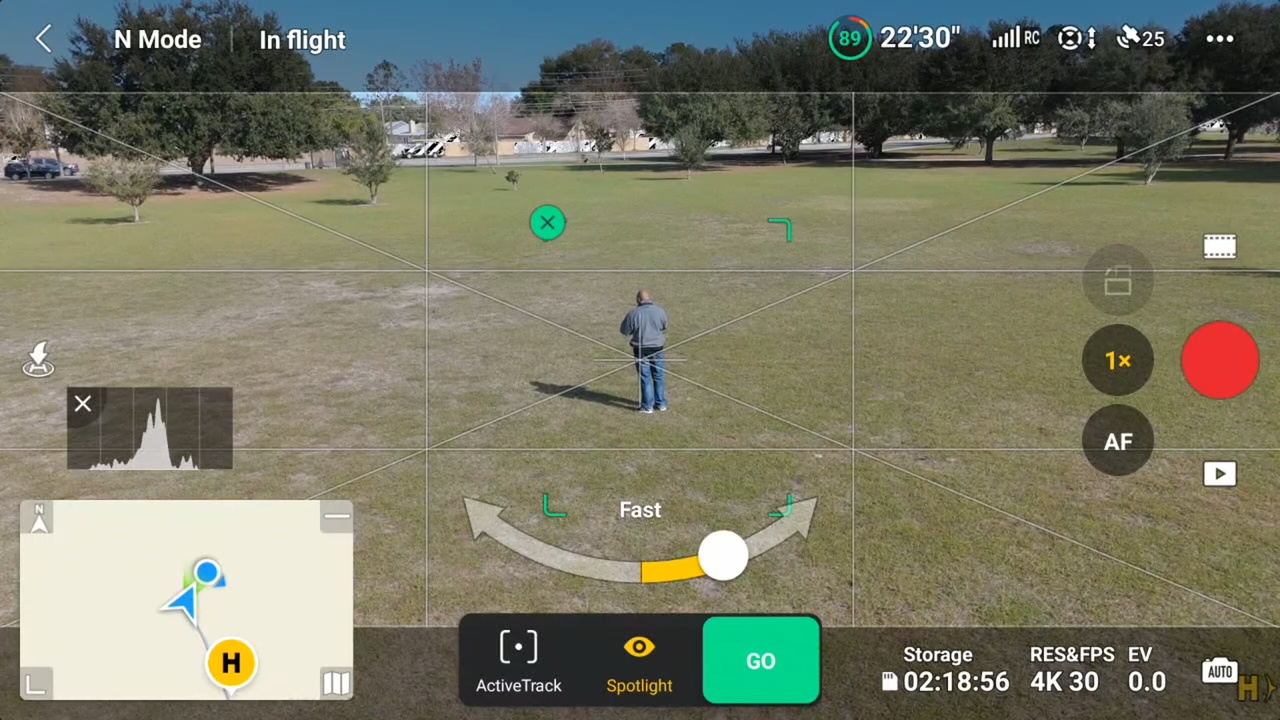 N Mode
In flight
89
22'30"
RC
25
1×
AF
Fast
N
H
ActiveTrack
Spotlight
GO
Storage
02:18:56
RES&FPS
4K 30
EV
0.0
AUTO
H